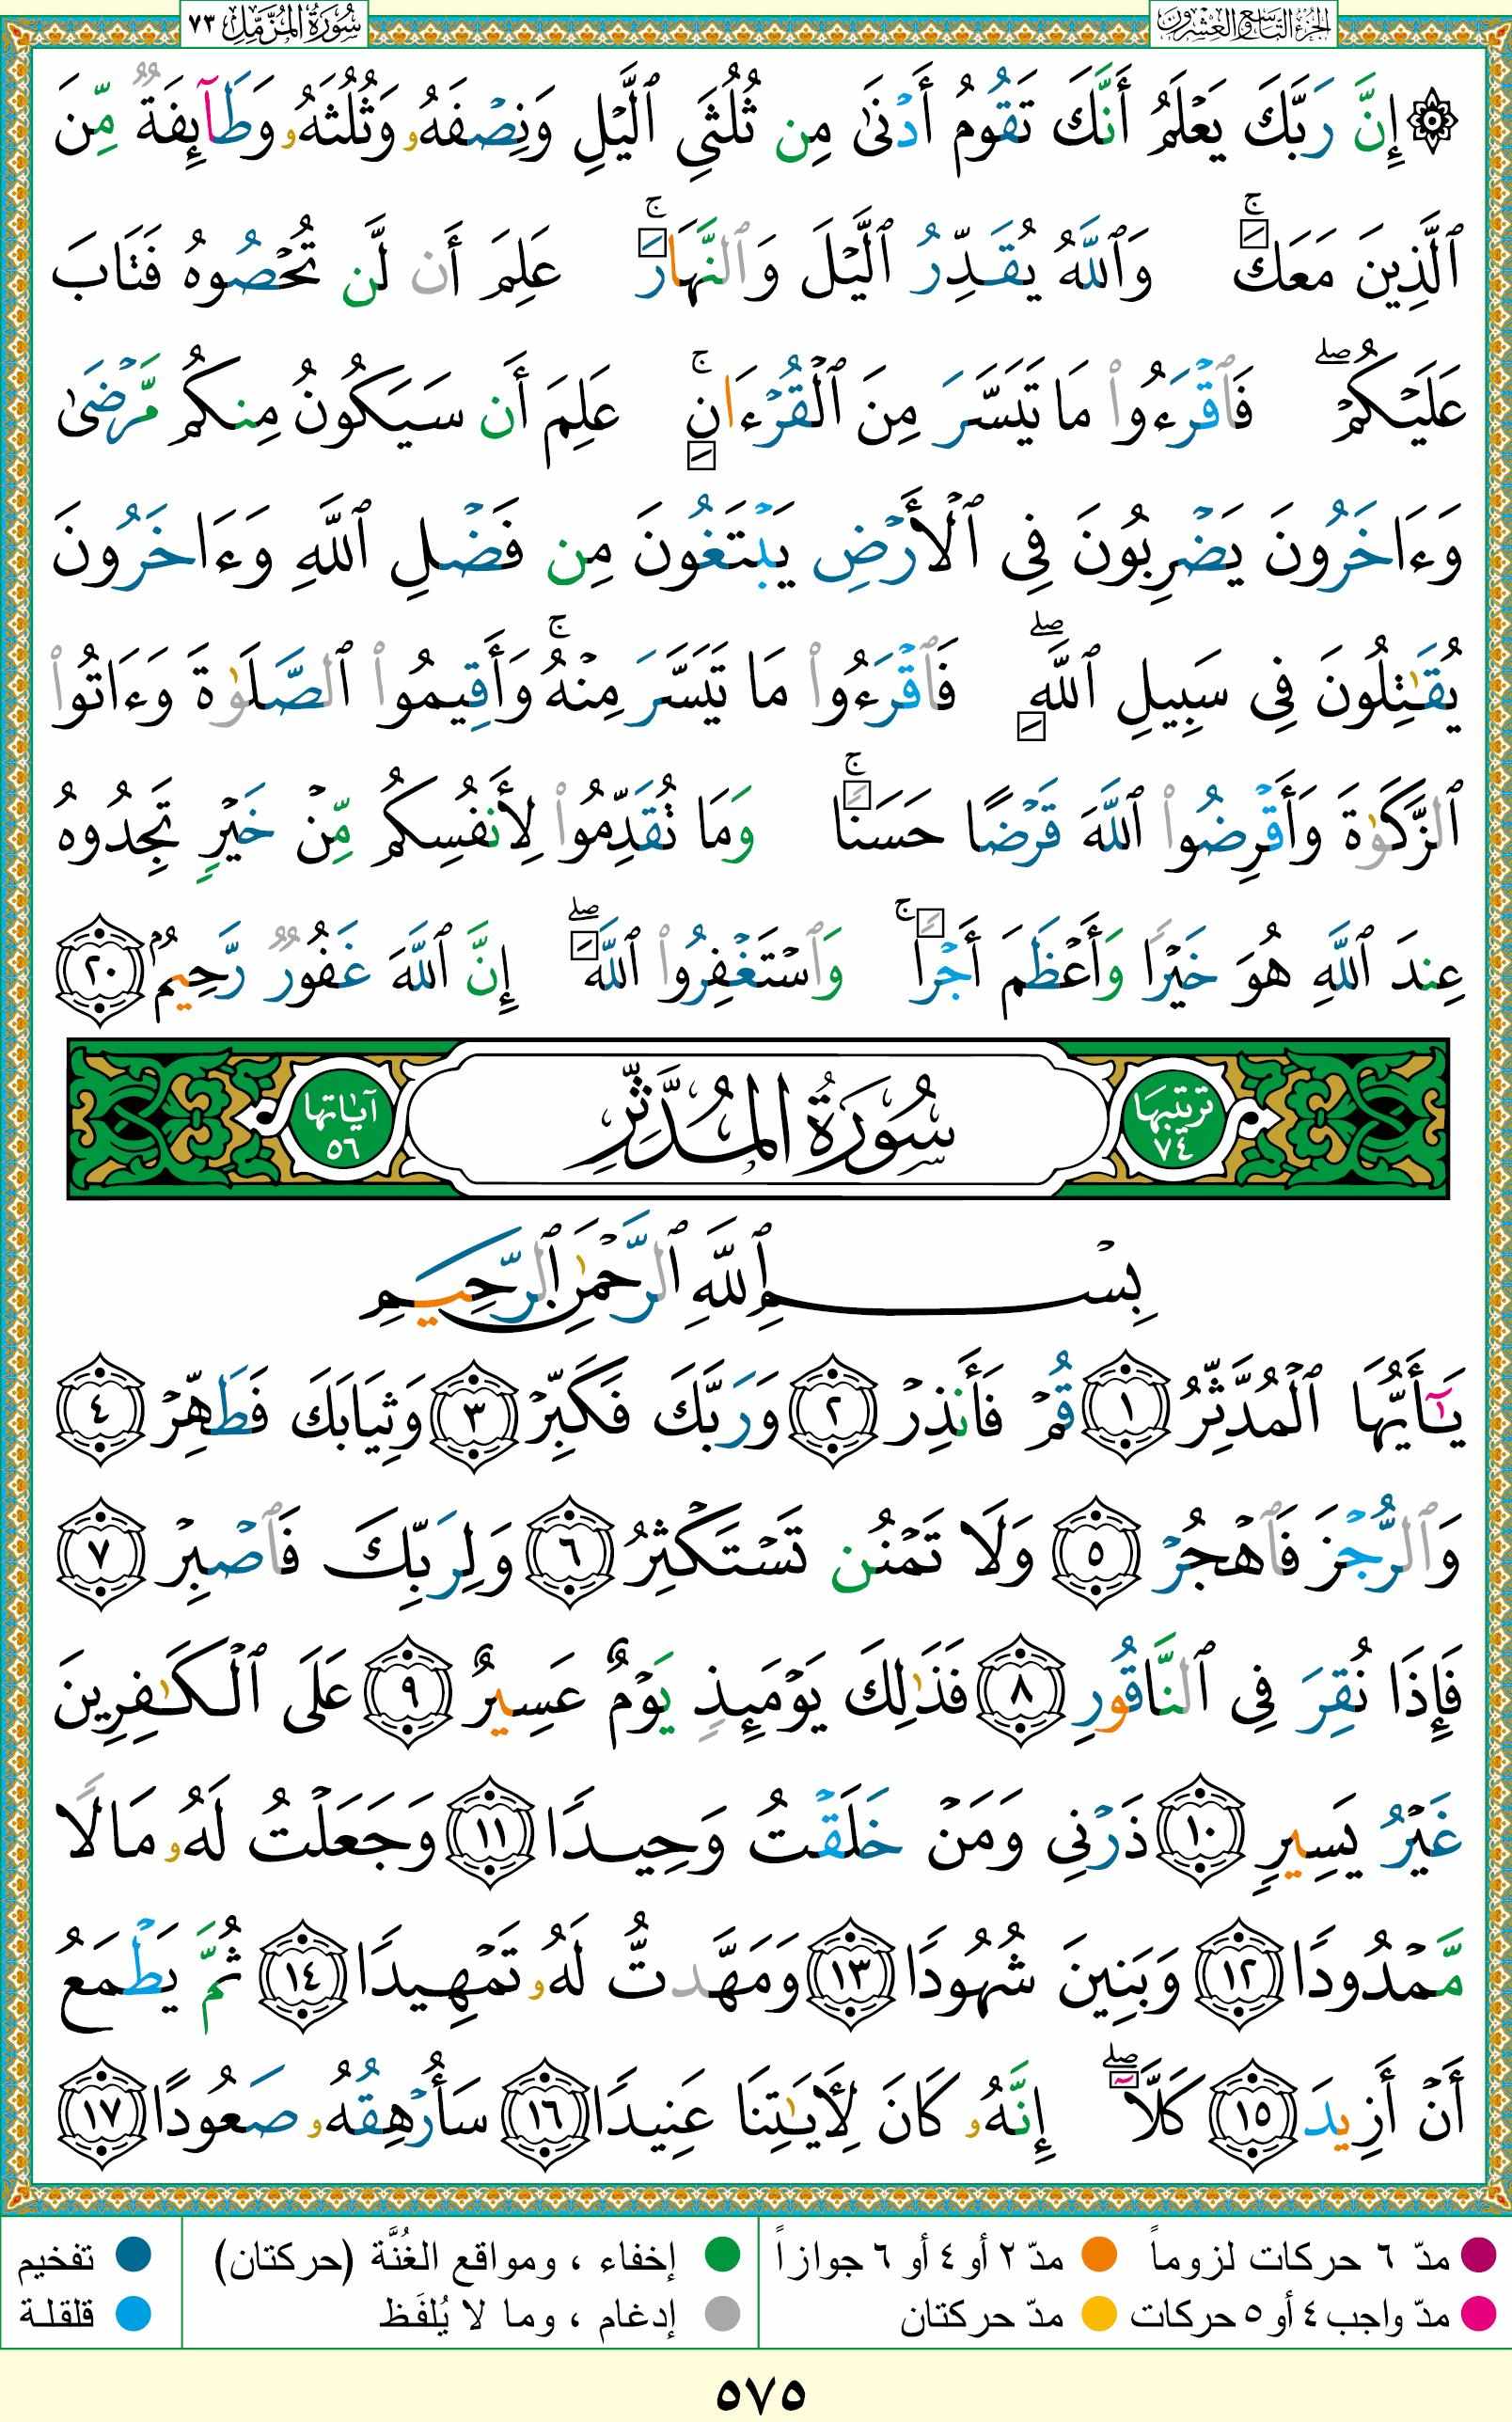 الجزء التاسع والعشرون
سورة المزمل ٧٣
۞ إِنَّ رَبَّكَ يَعْلَمُ أَنَّكَ تَقُومُ أَدْنَىٰ مِن ثُلُثَيِ ٱلَّيْلِ وَنِصْفَهُۥ وَثُلُثَهُۥ وَطَآئِفَةٌ مِّنَ
ٱلَّذِينَ مَعَكَ ۚ وَٱللَّهُ يُقَدِّرُ ٱلَّيْلَ وَٱلنَّهَارَ ۚ عَلِمَ أَن لَّن تُحْصُوهُ فَتَابَ
عَلَيْكُمْ ۖ فَٱقْرَءُوا۟ مَا تَيَسَّرَ مِنَ ٱلْقُرْءَانِ ۚ عَلِمَ أَن سَيَكُونُ مِنكُم مَّرْضَىٰ
وَءَاخَرُونَ يَضْرِبُونَ فِى ٱلْأَرْضِ يَبْتَغُونَ مِن فَضْلِ ٱللَّهِ وَءَاخَرُونَ
يُقَـٰتِلُونَ فِى سَبِيلِ ٱللَّهِ ۖ فَٱقْرَءُوا۟ مَا تَيَسَّرَ مِنْهُ ۚ وَأَقِيمُوا۟ ٱلصَّلَوٰةَ وَءَاتُوا۟
ٱلزَّكَوٰةَ وَأَقْرِضُوا۟ ٱللَّهَ قَرْضًا حَسَنًا ۚ وَمَا تُقَدِّمُوا۟ لِأَنفُسِكُم مِّنْ خَيْرٍ تَجِدُوهُ
عِندَ ٱللَّهِ هُوَ خَيْرًا وَأَعْظَمَ أَجْرًا ۚ وَٱسْتَغْفِرُوا۟ ٱللَّهَ ۖ إِنَّ ٱللَّهَ غَفُورٌ رَّحِيمٌۢ ٢٠
ترتيبها ٧٤ سُورَةُ المُدَّثِّرِ آياتها ٥٦
بِسْمِ ٱللَّهِ ٱلرَّحْمَـٰنِ ٱلرَّحِيمِ
يَـٰٓأَيُّهَا ٱلْمُدَّثِّرُ ١ قُمْ فَأَنذِرْ ٢ وَرَبَّكَ فَكَبِّرْ ٣ وَثِيَابَكَ فَطَهِّرْ ٤
وَٱلرُّجْزَ فَٱهْجُرْ ٥ وَلَا تَمْنُن تَسْتَكْثِرُ ٦ وَلِرَبِّكَ فَٱصْبِرْ ٧
فَإِذَا نُقِرَ فِى ٱلنَّاقُورِ ٨ فَذَٰلِكَ يَوْمَئِذٍ يَوْمٌ عَسِيرٌ ٩ عَلَى ٱلْكَـٰفِرِينَ
غَيْرُ يَسِيرٍ ١٠ ذَرْنِى وَمَنْ خَلَقْتُ وَحِيدًا ١١ وَجَعَلْتُ لَهُۥ مَالًا
مَّمْدُودًا ١٢ وَبَنِينَ شُهُودًا ١٣ وَمَهَّدتُّ لَهُۥ تَمْهِيدًا ١٤ ثُمَّ يَطْمَعُ
أَنْ أَزِيدَ ١٥ كَلَّآ ۖ إِنَّهُۥ كَانَ لِـَٔايَـٰتِنَا عَنِيدًا ١٦ سَأُرْهِقُهُۥ صَعُودًا ١٧
مدّ ٦ حركات لزوماً مدّ ٢ أو ٤ أو ٦ جوازاً إخفاء ، ومواقع الغُنَّة (حركتان) تفخيم
مدّ واجب ٤ أو ٥ حركات مدّ حركتان إدغام ، وما لا يُلفَظ قلقلة
٥٧٥